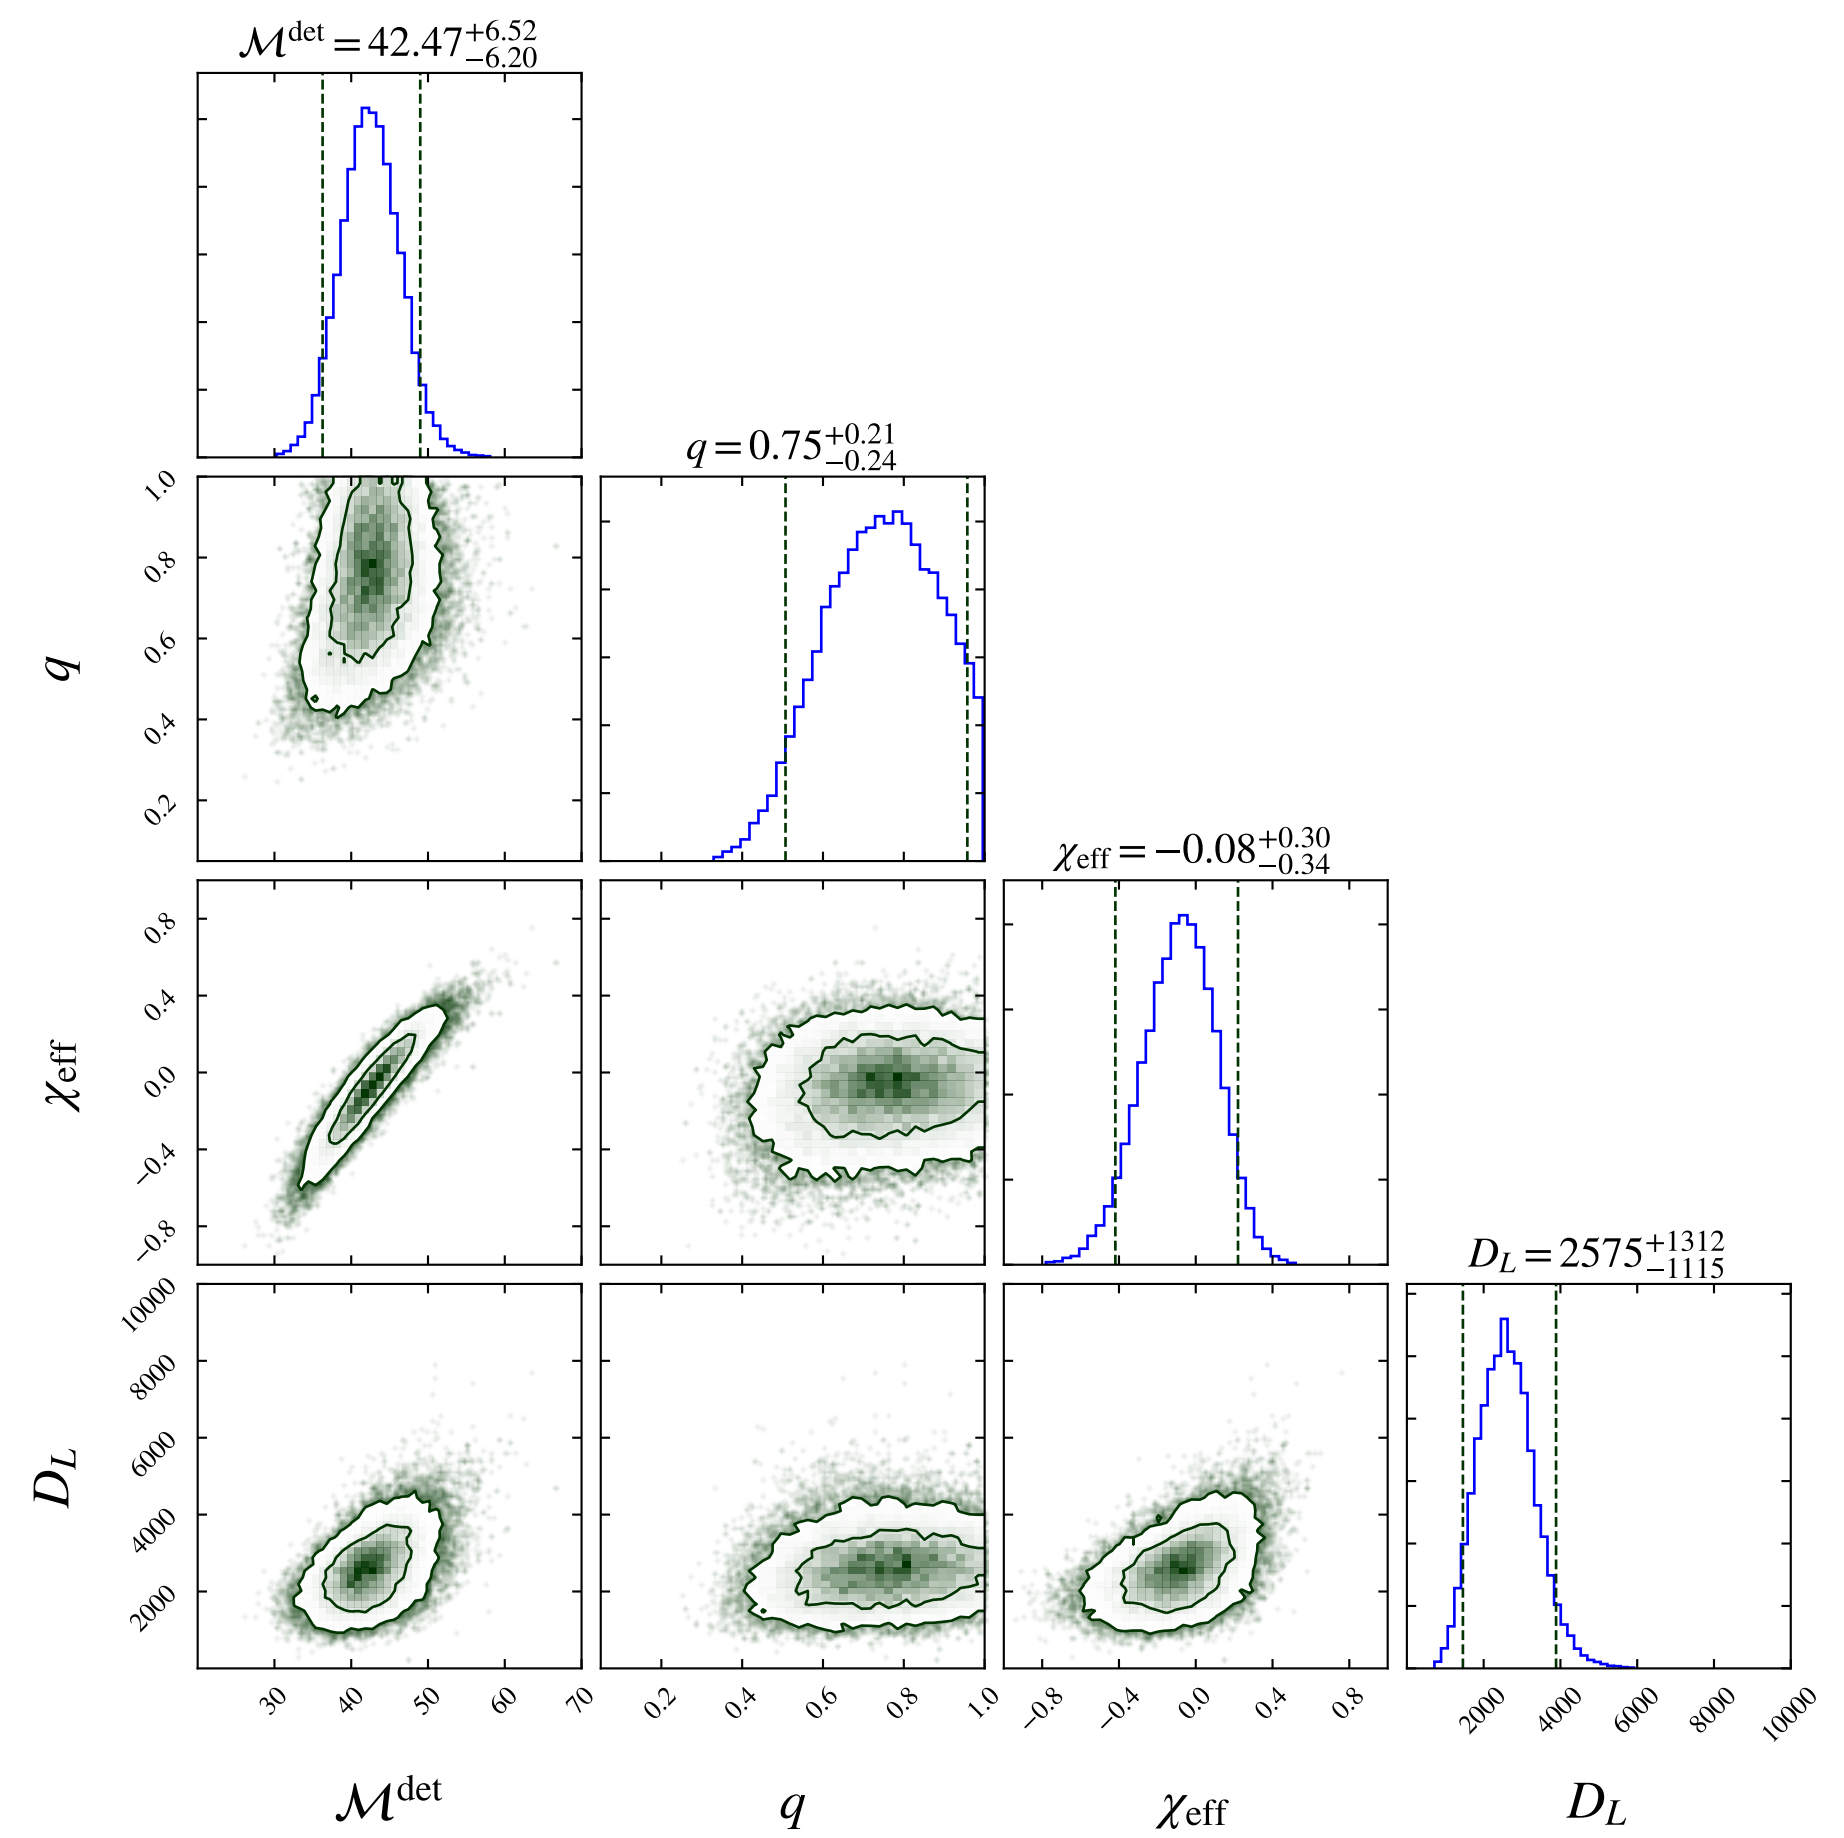 ℳ^det = 42.47^{+6.52}_{−6.20}
q = 0.75^{+0.21}_{−0.24}
1.0
0.8
0.6
0.4
0.2
q
χ_eff = −0.08^{+0.30}_{−0.34}
0.8
0.4
0.0
−0.4
−0.8
χ_eff
D_L = 2575^{+1312}_{−1115}
10000
8000
6000
4000
2000
D_L
30 40 50 60 70 0.2 0.4 0.6 0.8 1.0 −0.8 −0.4 0.0 0.4 0.8 2000 4000 6000 8000 10000
ℳ^det q χ_eff D_L